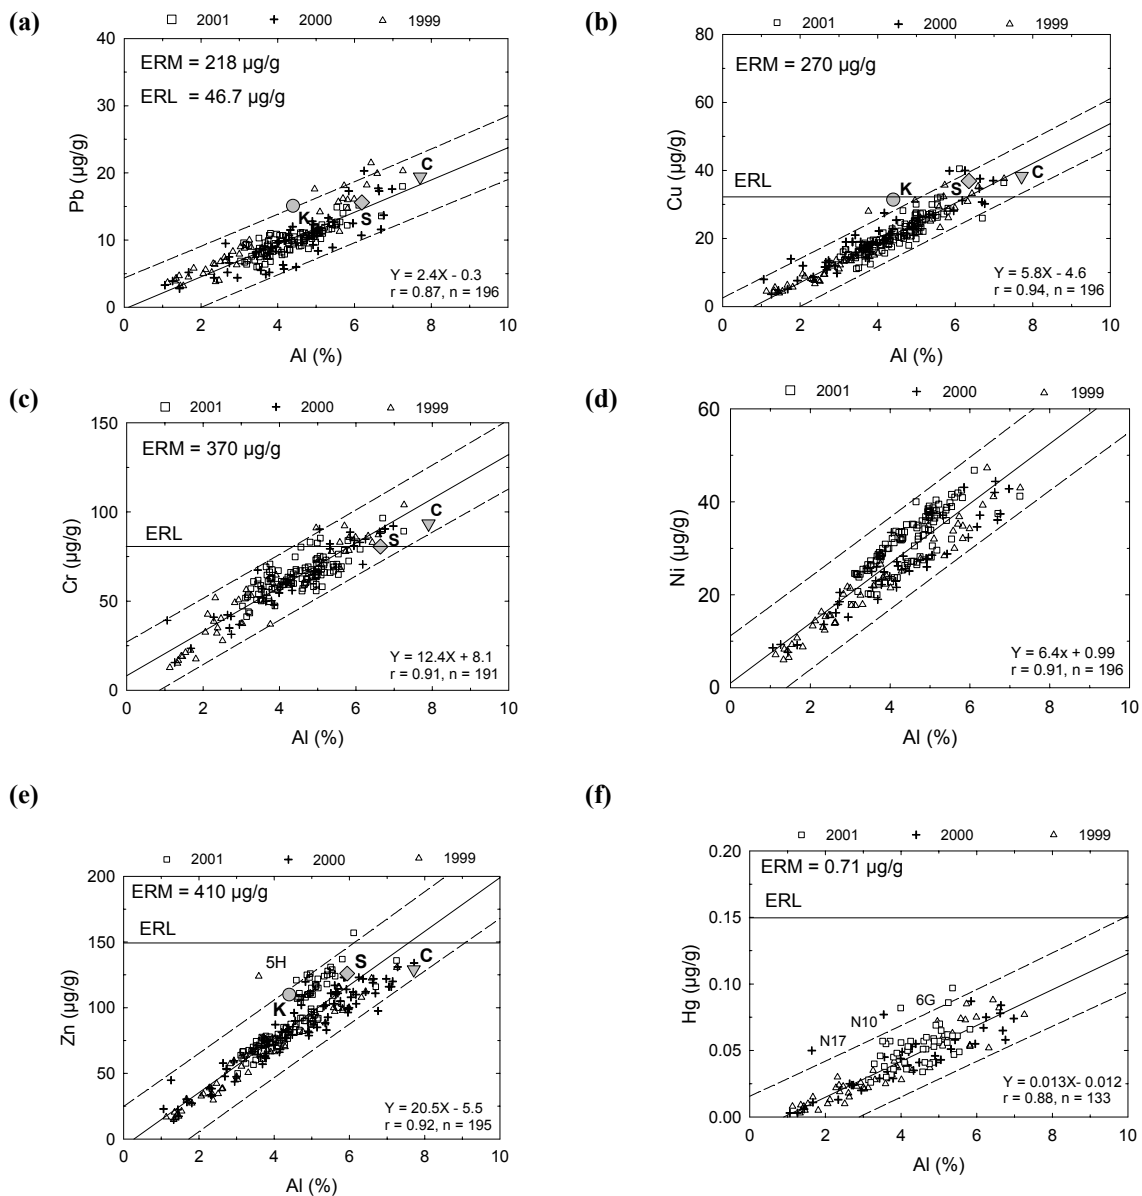 (a)
2001 2000 1999
40
ERM = 218 µg/g
30
ERL = 46.7 µg/g
Pb (µg/g)
20
C
K
S
10
Y = 2.4X - 0.3
r = 0.87, n = 196
0
0 2 4 6 8 10
Al (%)
(b)
2001 2000 1999
80
ERM = 270 µg/g
60
Cu (µg/g)
40
ERL
K
S
C
20
Y = 5.8X - 4.6
r = 0.94, n = 196
0
0 2 4 6 8 10
Al (%)
(c)
2001 2000 1999
150
ERM = 370 µg/g
100
ERL
C
S
Cr (µg/g)
50
Y = 12.4X + 8.1
r = 0.91, n = 191
0
0 2 4 6 8 10
Al (%)
(d)
2001 2000 1999
60
40
Ni (µg/g)
20
Y = 6.4x + 0.99
r = 0.91, n = 196
0
0 2 4 6 8 10
Al (%)
(e)
2001 2000 1999
200
ERM = 410 µg/g
ERL
150
5H
S
C
K
100
Zn (µg/g)
50
Y = 20.5X - 5.5
r = 0.92, n = 195
0
0 2 4 6 8 10
Al (%)
(f)
2001 2000 1999
0.20
ERM = 0.71 µg/g
ERL
0.15
Hg (µg/g)
0.10
6G
N10
N17
0.05
Y = 0.013X- 0.012
r = 0.88, n = 133
0.00
0 2 4 6 8 10
Al (%)